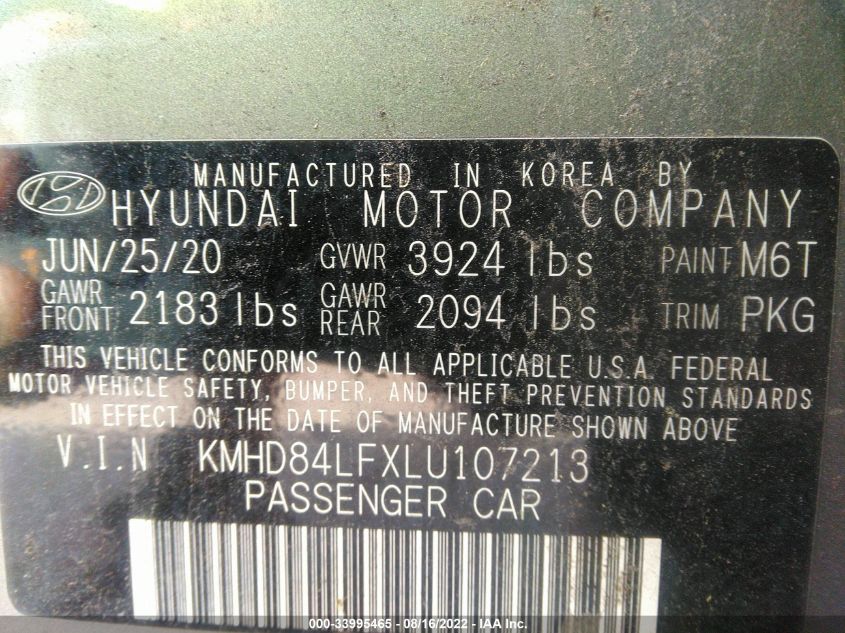 MANUFACTURED IN KOREA BY
HYUNDAI MOTOR COMPANY
JUN/25/20 GVWR 3924 lbs PAINT M6T
GAWR FRONT 2183 lbs GAWR REAR 2094 lbs TRIM PKG
THIS VEHICLE CONFORMS TO ALL APPLICABLE U.S.A. FEDERAL
MOTOR VEHICLE SAFETY, BUMPER, AND THEFT PREVENTION STANDARDS
IN EFFECT ON THE DATE OF MANUFACTURE SHOWN ABOVE
V.I.N KMHD84LFXLU107213
PASSENGER CAR
000-33995465 - 08/16/2022 - IAA Inc.